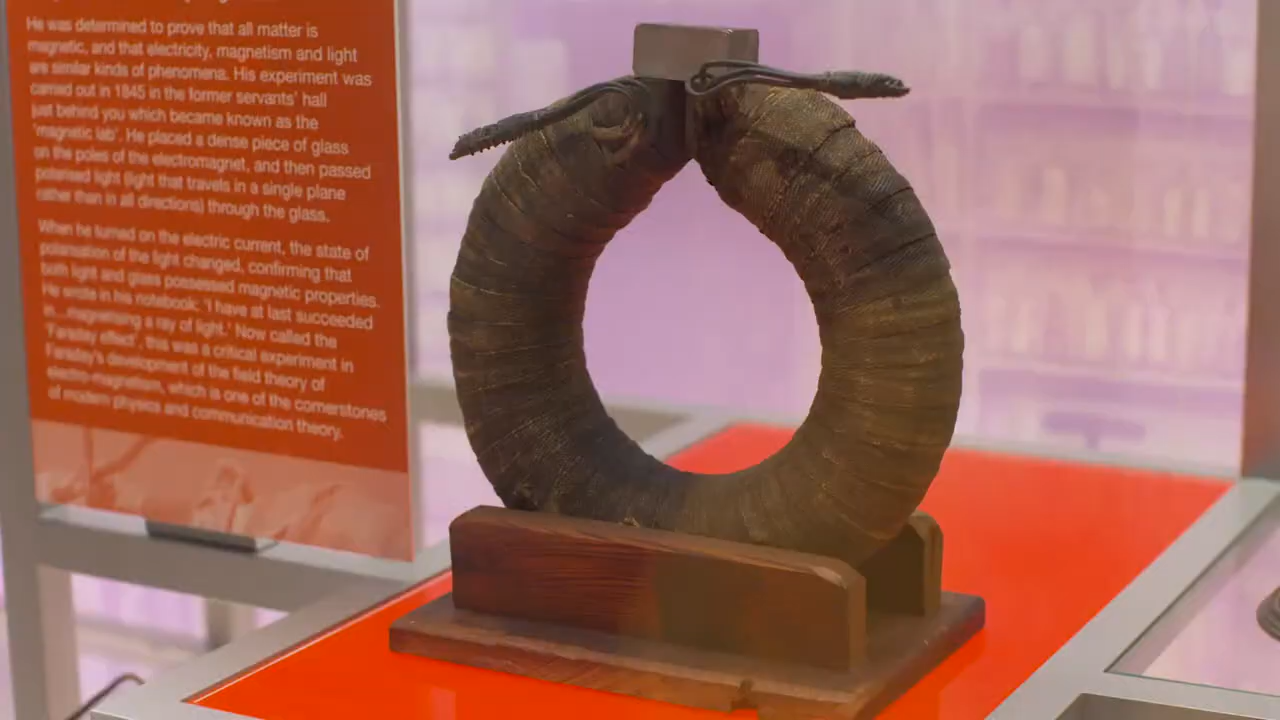 He was determined to prove that all matter is
magnetic, and that electricity, magnetism and light
are similar kinds of phenomena. His experiment was
carried out in 1845 in the former servants' hall
just behind you which became known as the
'magnetic lab'. He placed a dense piece of glass
on the poles of the electromagnet, and then passed
polarised light (light that travels in a single plane
rather than in all directions) through the glass.
When he turned on the electric current, the state of
polarisation of the light changed, confirming that
both light and glass possessed magnetic properties.
He wrote in his notebook: 'I have at last succeeded
in...magnetising a ray of light.' Now called the
'Faraday effect', this was a critical experiment in
Faraday's development of the field theory of
electro-magnetism, which is one of the cornerstones
of modern physics and communication theory.